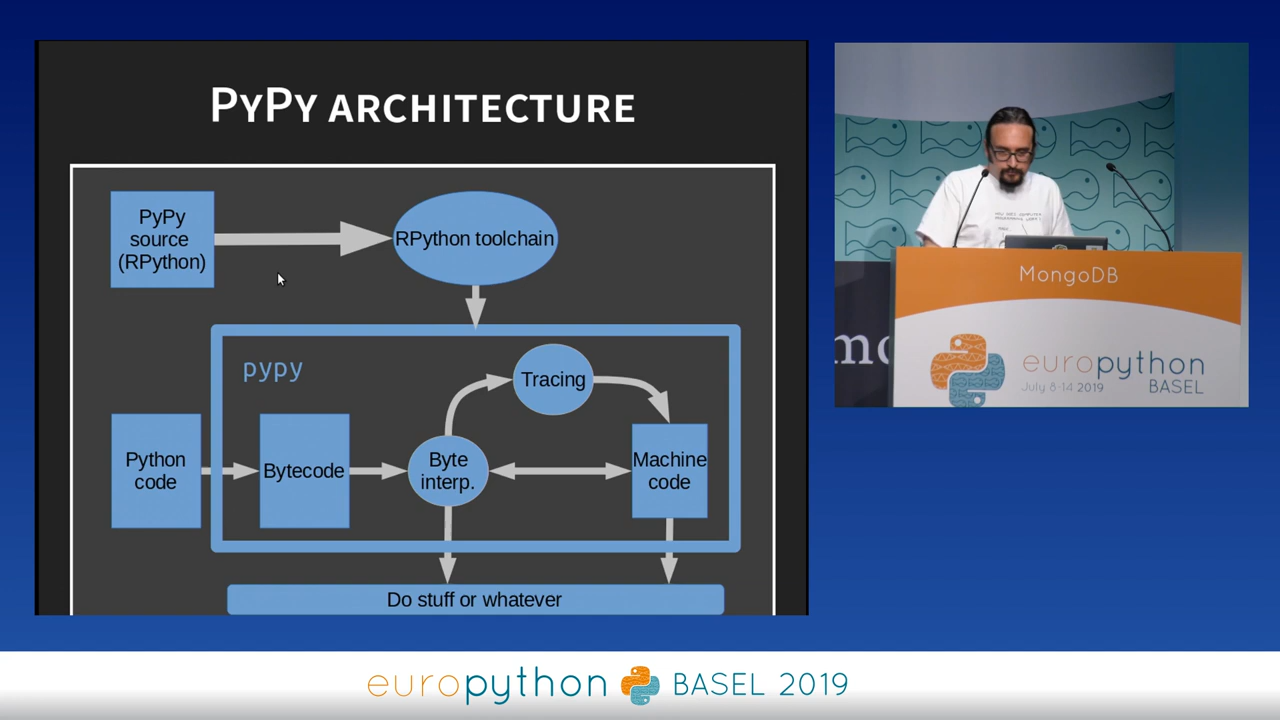 PyPy architecture
PyPy
source
(RPython)
RPython toolchain
pypy
Tracing
Python
code
Bytecode
Byte
interp.
Machine
code
Do stuff or whatever
MongoDB
europython
July 8-14 2019
BASEL
europython BASEL 2019